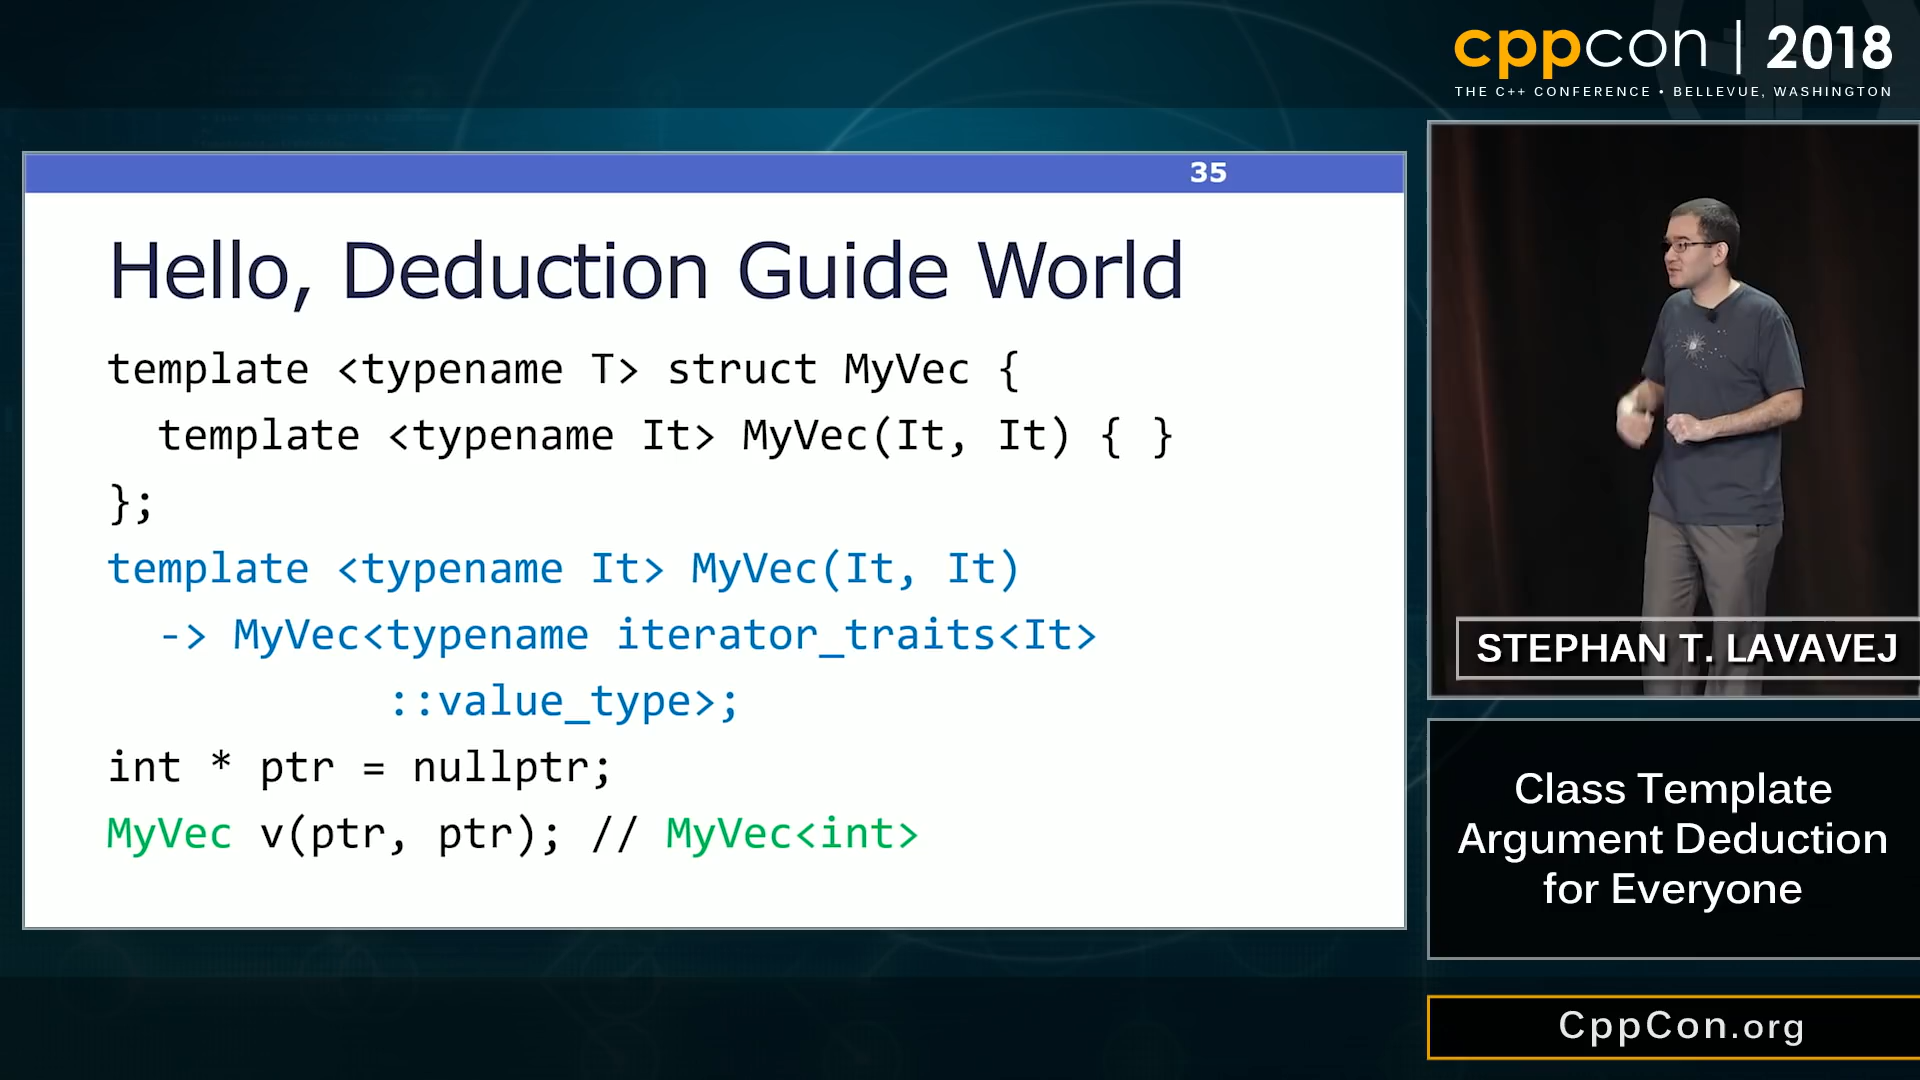 cppcon | 2018
THE C++ CONFERENCE • BELLEVUE, WASHINGTON
35
Hello, Deduction Guide World
template <typename T> struct MyVec {
  template <typename It> MyVec(It, It) { }
};
template <typename It> MyVec(It, It)
  -> MyVec<typename iterator_traits<It>
           ::value_type>;
int * ptr = nullptr;
MyVec v(ptr, ptr); // MyVec<int>
STEPHAN T. LAVAVEJ
Class Template
Argument Deduction
for Everyone
CppCon.org